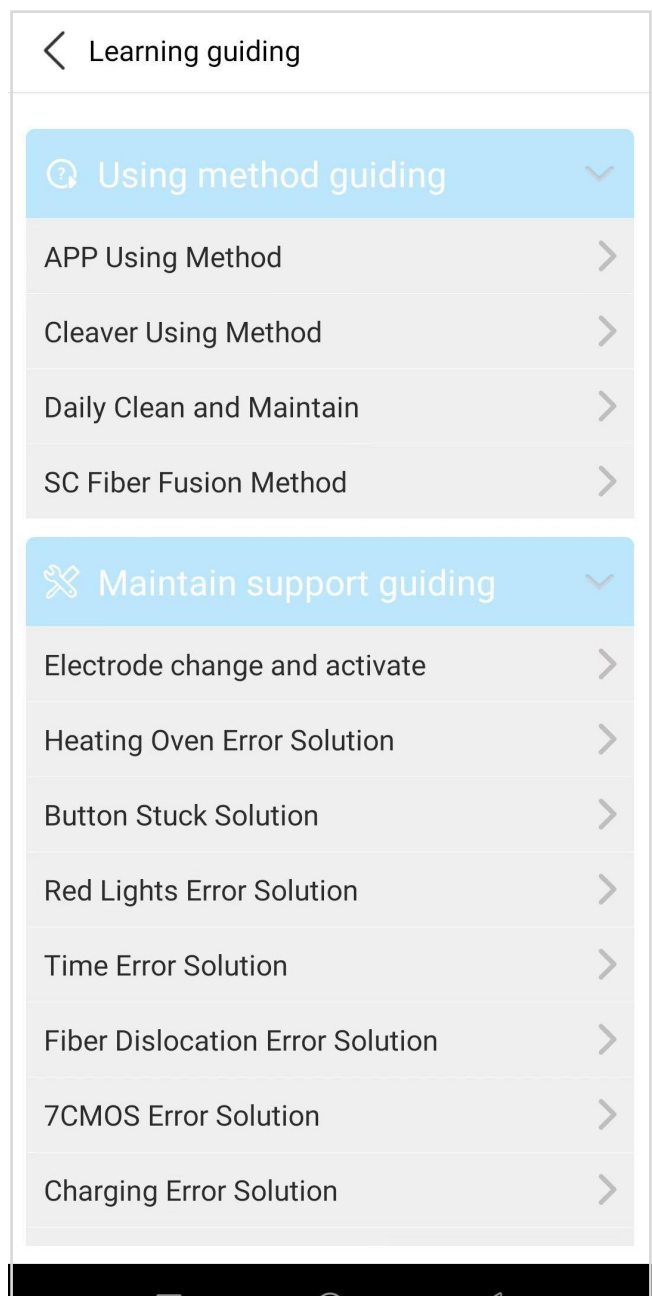 Learning guiding
Using method guiding
APP Using Method
Cleaver Using Method
Daily Clean and Maintain
SC Fiber Fusion Method
Maintain support guiding
Electrode change and activate
Heating Oven Error Solution
Button Stuck Solution
Red Lights Error Solution
Time Error Solution
Fiber Dislocation Error Solution
7CMOS Error Solution
Charging Error Solution